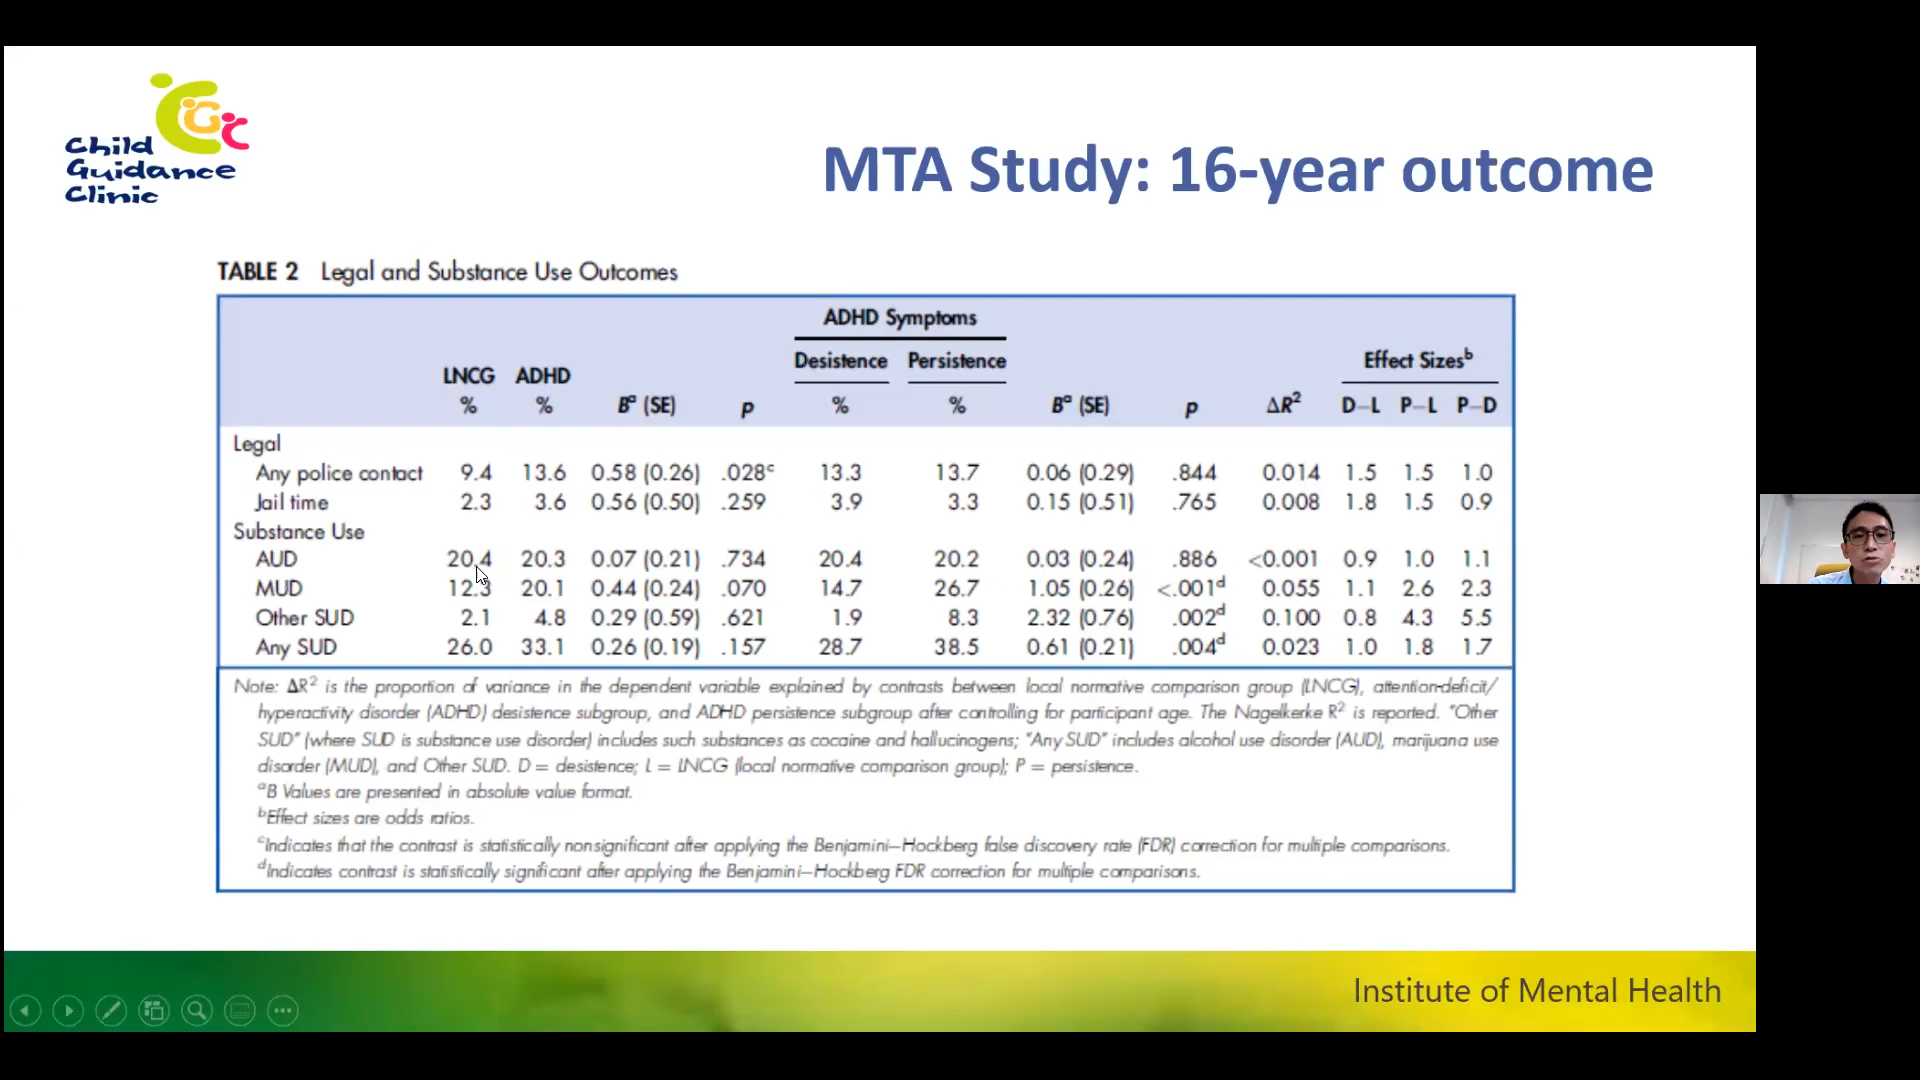 Child
Guidance
Clinic
CGC
MTA Study: 16-year outcome
TABLE 2 Legal and Substance Use Outcomes
ADHD Symptoms
Desistence Persistence Effect Sizesᵇ
LNCG ADHD
% % Bᵃ (SE) p % % Bᵃ (SE) p ΔR² D–L P–L P–D
Legal
Any police contact 9.4 13.6 0.58 (0.26) .028ᶜ 13.3 13.7 0.06 (0.29) .844 0.014 1.5 1.5 1.0
Jail time 2.3 3.6 0.56 (0.50) .259 3.9 3.3 0.15 (0.51) .765 0.008 1.8 1.5 0.9
Substance Use
AUD 20.4 20.3 0.07 (0.21) .734 20.4 20.2 0.03 (0.24) .886 <0.001 0.9 1.0 1.1
MUD 12.3 20.1 0.44 (0.24) .070 14.7 26.7 1.05 (0.26) <.001ᵈ 0.055 1.1 2.6 2.3
Other SUD 2.1 4.8 0.29 (0.59) .621 1.9 8.3 2.32 (0.76) .002ᵈ 0.100 0.8 4.3 5.5
Any SUD 26.0 33.1 0.26 (0.19) .157 28.7 38.5 0.61 (0.21) .004ᵈ 0.023 1.0 1.8 1.7
Note: ΔR² is the proportion of variance in the dependent variable explained by contrasts between local normative comparison group (LNCG), attention-deficit/
hyperactivity disorder (ADHD) desistence subgroup, and ADHD persistence subgroup after controlling for participant age. The Nagelkerke R² is reported. "Other
SUD" (where SUD is substance use disorder) includes such substances as cocaine and hallucinogens; "Any SUD" includes alcohol use disorder (AUD), marijuana use
disorder (MUD), and Other SUD. D = desistence; L = LNCG (local normative comparison group); P = persistence.
ᵃB Values are presented in absolute value format.
ᵇEffect sizes are odds ratios.
ᶜIndicates that the contrast is statistically nonsignificant after applying the Benjamini–Hockberg false discovery rate (FDR) correction for multiple comparisons.
ᵈIndicates contrast is statistically significant after applying the Benjamini–Hockberg FDR correction for multiple comparisons.
Institute of Mental Health